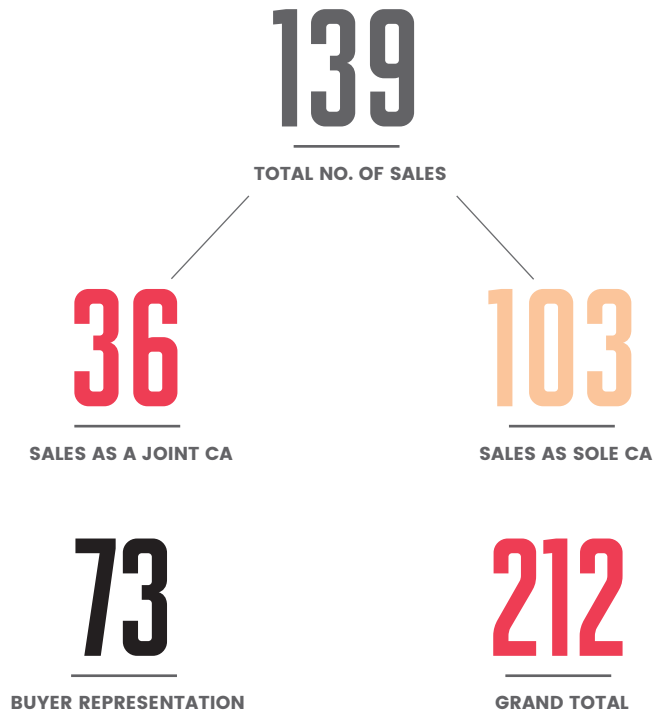 139
TOTAL NO. OF SALES
36
103
SALES AS A JOINT CA
SALES AS SOLE CA
73
212
BUYER REPRESENTATION
GRAND TOTAL